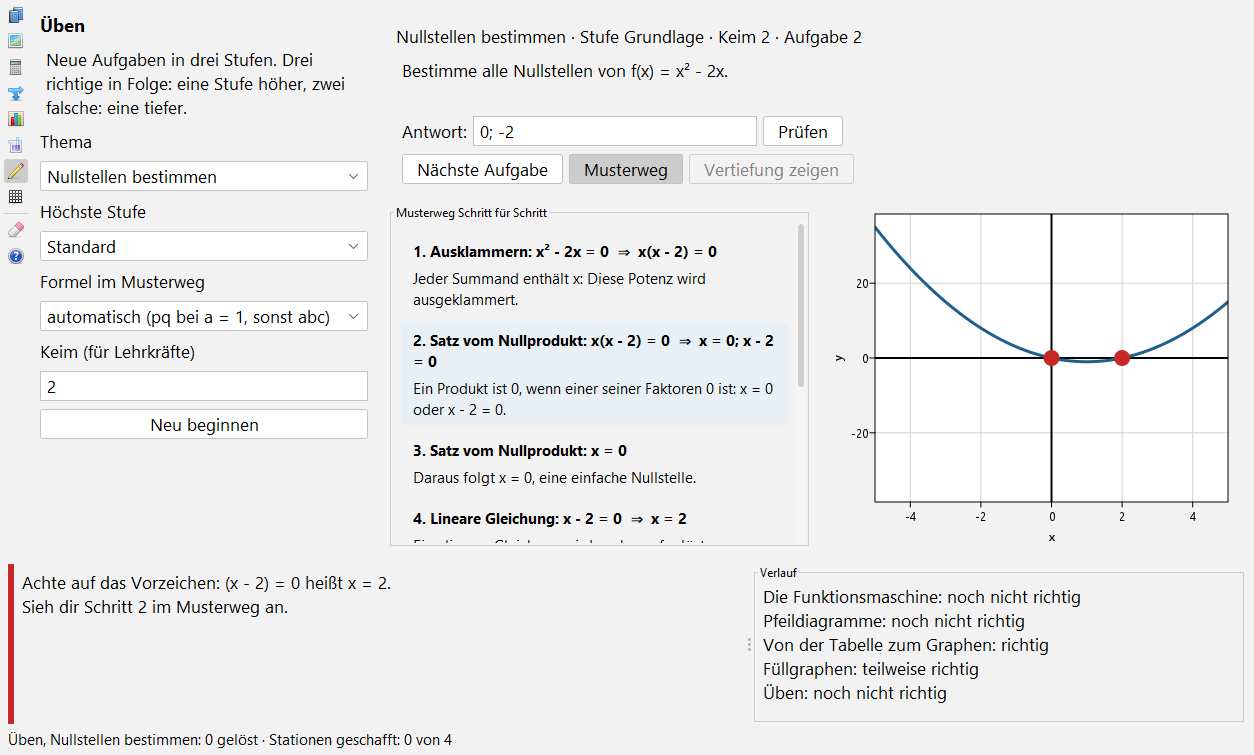 Üben
Neue Aufgaben in drei Stufen. Drei
richtige in Folge: eine Stufe höher, zwei
falsche: eine tiefer.
Thema
Nullstellen bestimmen
Höchste Stufe
Standard
Formel im Musterweg
automatisch (pq bei a = 1, sonst abc)
Keim (für Lehrkräfte)
2
Neu beginnen
Nullstellen bestimmen · Stufe Grundlage · Keim 2 · Aufgabe 2
Bestimme alle Nullstellen von f(x) = x² - 2x.
Antwort: 0; -2 Prüfen
Nächste Aufgabe Musterweg Vertiefung zeigen
Musterweg Schritt für Schritt
1. Ausklammern: x² - 2x = 0 ⇒ x(x - 2) = 0
Jeder Summand enthält x: Diese Potenz wird
ausgeklammert.
2. Satz vom Nullprodukt: x(x - 2) = 0 ⇒ x = 0; x - 2
= 0
Ein Produkt ist 0, wenn einer seiner Faktoren 0 ist: x = 0
oder x - 2 = 0.
3. Satz vom Nullprodukt: x = 0
Daraus folgt x = 0, eine einfache Nullstelle.
4. Lineare Gleichung: x - 2 = 0 ⇒ x = 2
20
0
-20
y
-4 -2 0 2 4
x
Achte auf das Vorzeichen: (x - 2) = 0 heißt x = 2.
Sieh dir Schritt 2 im Musterweg an.
Verlauf
Die Funktionsmaschine: noch nicht richtig
Pfeildiagramme: noch nicht richtig
Von der Tabelle zum Graphen: richtig
Füllgraphen: teilweise richtig
Üben: noch nicht richtig
Üben, Nullstellen bestimmen: 0 gelöst · Stationen geschafft: 0 von 4